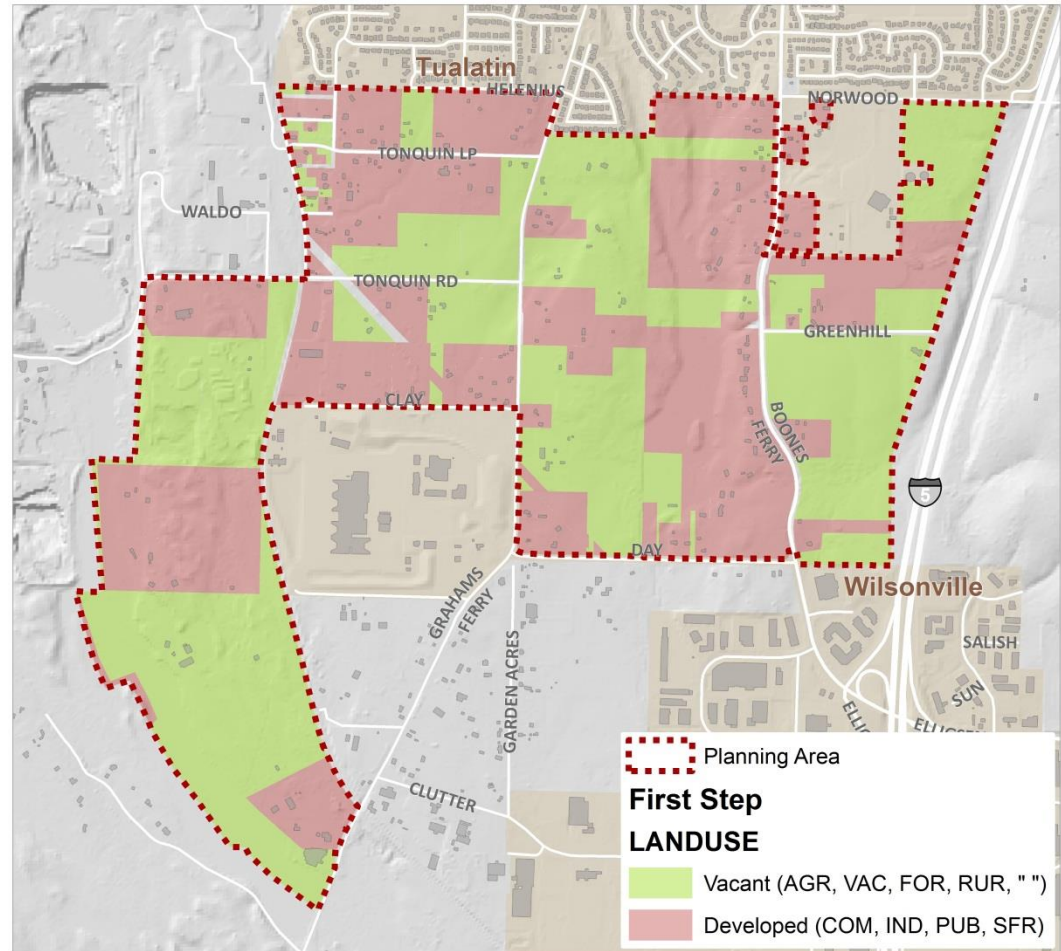 Tualatin
HELENIUS
NORWOOD
TONQUIN LP
WALDO
TONQUIN RD
GREENHILL
CLAY
BOONES
FERRY
5
DAY
Wilsonville
GRAHAMS
FERRY
GARDEN ACRES
SALISH
SUN
CLUTTER
Planning Area
First Step
LANDUSE
Vacant (AGR, VAC, FOR, RUR, " ")
Developed (COM, IND, PUB, SFR)